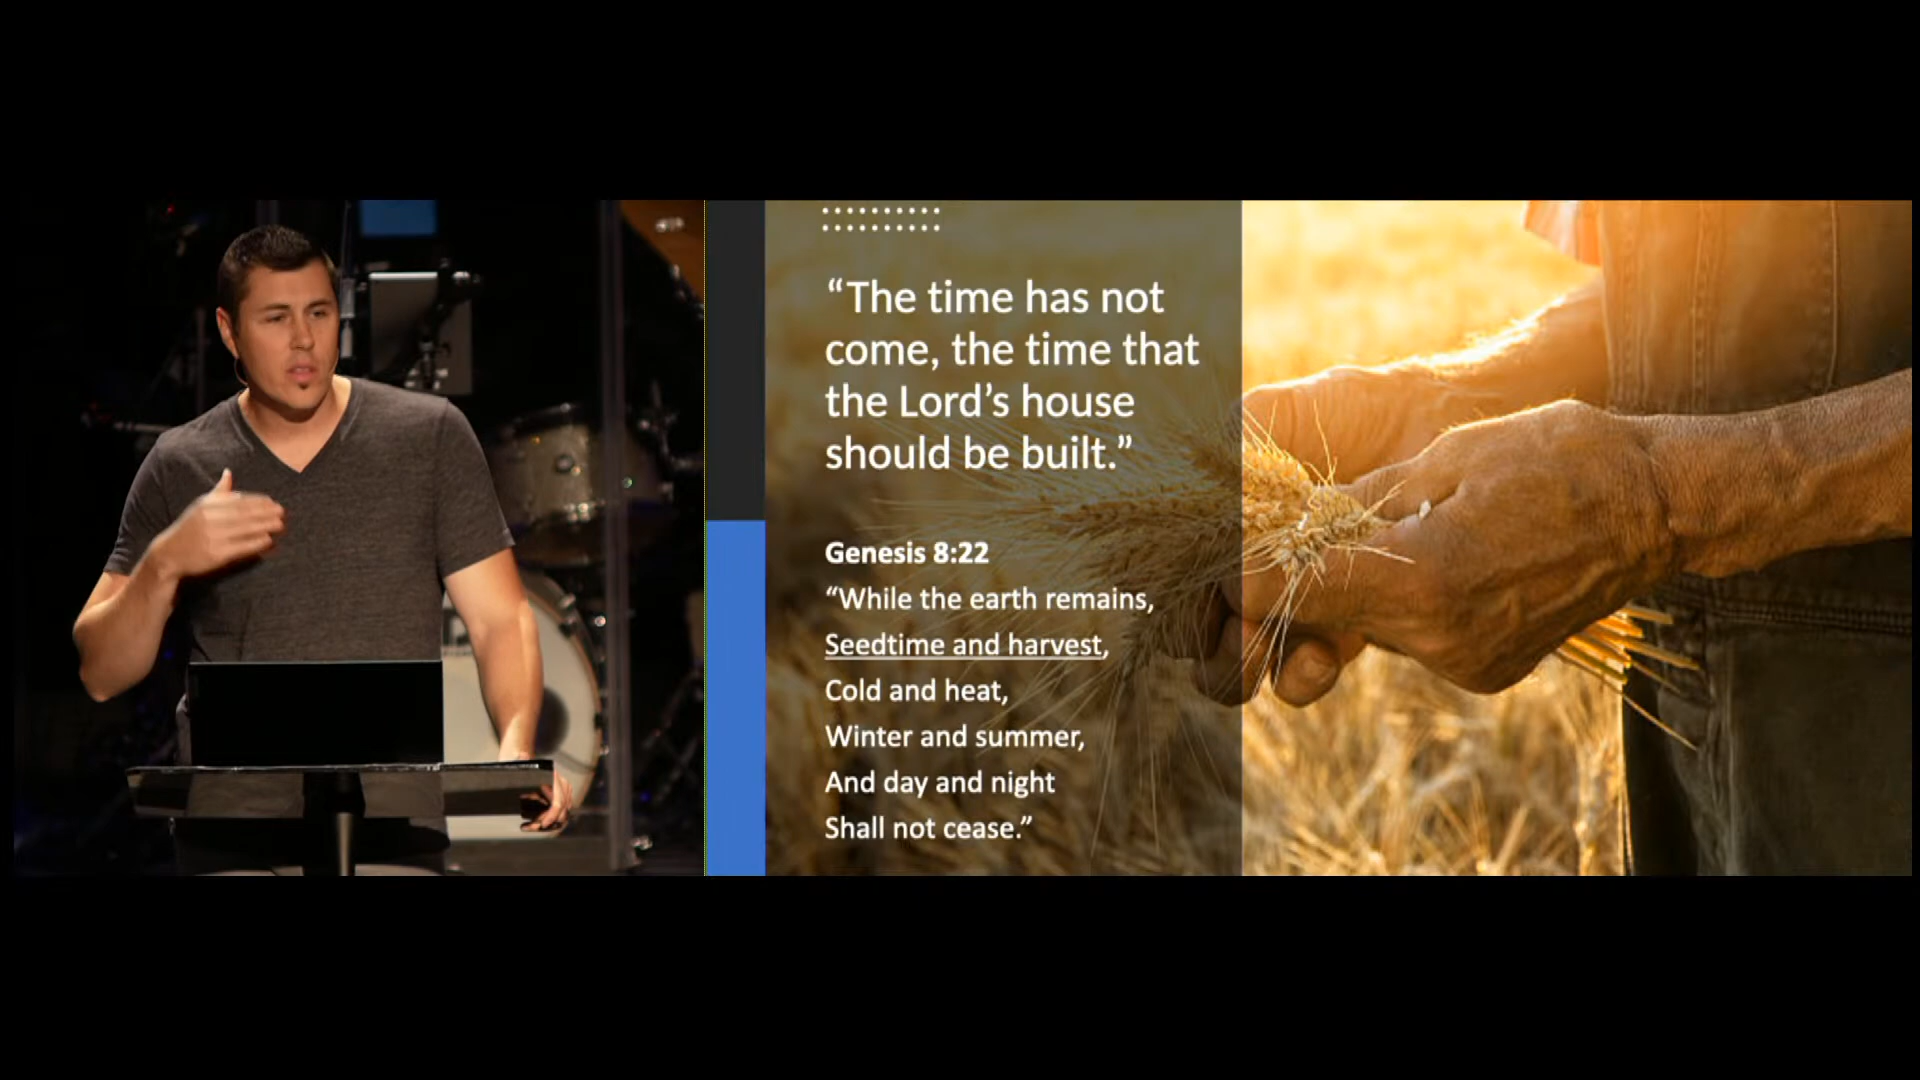 “The time has not
come, the time that
the Lord’s house
should be built.”
Genesis 8:22
“While the earth remains,
Seedtime and harvest,
Cold and heat,
Winter and summer,
And day and night
Shall not cease.”